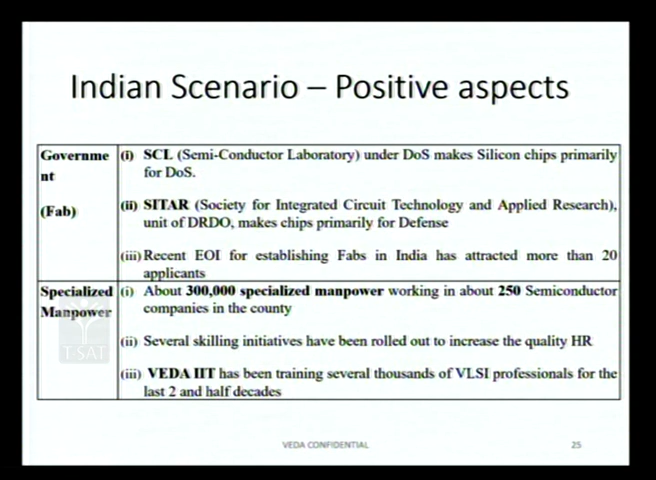 Indian Scenario – Positive aspects
Governme
nt
(Fab)
(i) SCL (Semi-Conductor Laboratory) under DoS makes Silicon chips primarily
for DoS.
(ii) SITAR (Society for Integrated Circuit Technology and Applied Research),
unit of DRDO, makes chips primarily for Defense
(iii) Recent EOI for establishing Fabs in India has attracted more than 20
applicants
Specialized
Manpower
(i) About 300,000 specialized manpower working in about 250 Semiconductor
companies in the county
(ii) Several skilling initiatives have been rolled out to increase the quality HR
(iii) VEDA IIT has been training several thousands of VLSI professionals for the
last 2 and half decades
T-SAT
VEDA CONFIDENTIAL
25